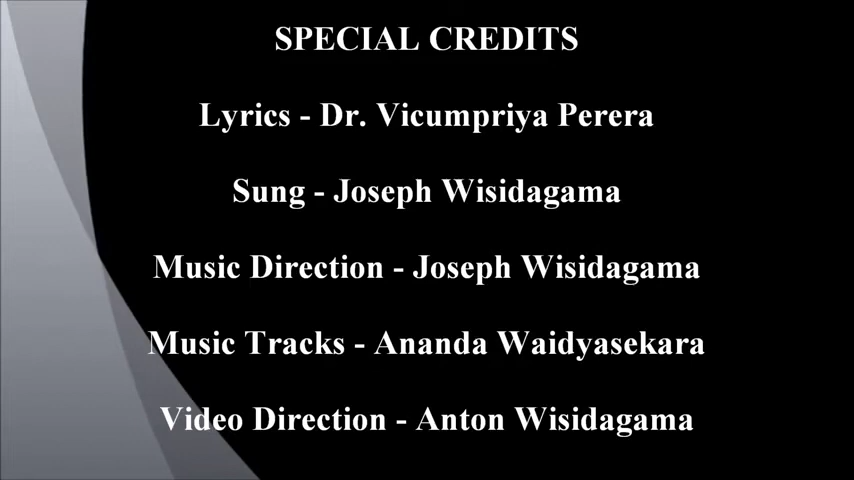 SPECIAL CREDITS
Lyrics - Dr. Vicumpriya Perera
Sung - Joseph Wisidagama
Music Direction - Joseph Wisidagama
Music Tracks - Ananda Waidyasekara
Video Direction - Anton Wisidagama